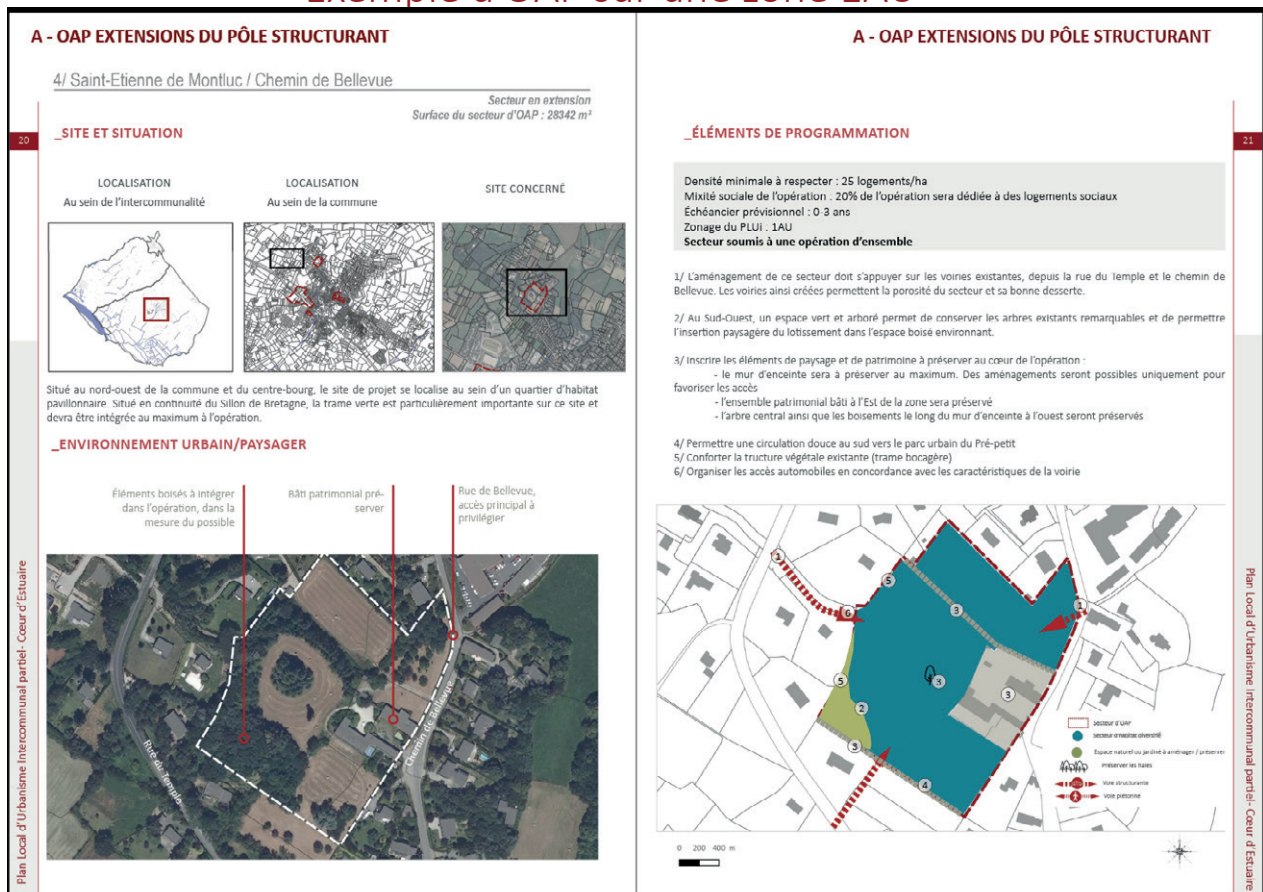 Exemple d'OAP sur une zone 1AU
A - OAP EXTENSIONS DU PÔLE STRUCTURANT
4/ Saint-Etienne de Montluc / Chemin de Bellevue
Secteur en extension
Surface du secteur d'OAP : 28342 m²
20
_SITE ET SITUATION
LOCALISATION
Au sein de l'intercommunalité
LOCALISATION
Au sein de la commune
SITE CONCERNÉ
Situé au nord-ouest de la commune et du centre-bourg, le site de projet se localise au sein d'un quartier d'habitat
pavillonnaire. Situé en continuité du Sillon de Bretagne, la trame verte est particulièrement importante sur ce site et
devra être intégrée au maximum à l'opération.
_ENVIRONNEMENT URBAIN/PAYSAGER
Éléments boisés à intégrer
dans l'opération, dans la
mesure du possible
Bâti patrimonial pré-
server
Rue de Bellevue,
accès principal à
privilégier
Rue du Temple
Chemin de Bellevue
Plan Local d'Urbanisme Intercommunal partiel- Cœur d'Estuaire
A - OAP EXTENSIONS DU PÔLE STRUCTURANT
21
_ÉLÉMENTS DE PROGRAMMATION
Densité minimale à respecter : 25 logements/ha
Mixité sociale de l'opération : 20% de l'opération sera dédiée à des logements sociaux
Échéancier prévisionnel : 0-3 ans
Zonage du PLUi : 1AU
Secteur soumis à une opération d'ensemble
1/ L'aménagement de ce secteur doit s'appuyer sur les voiries existantes, depuis la rue du Temple et le chemin de
Bellevue. Les voiries ainsi créées permettent la porosité du secteur et sa bonne desserte.
2/ Au Sud-Ouest, un espace vert et arboré permet de conserver les arbres existants remarquables et de permettre
l'insertion paysagère du lotissement dans l'espace boisé environnant.
3/ Inscrire les éléments de paysage et de patrimoine à préserver au cœur de l'opération :
- le mur d'enceinte sera à préserver au maximum. Des aménagements seront possibles uniquement pour
favoriser les accès
- l'ensemble patrimonial bâti à l'Est de la zone sera préservé
- l'arbre central ainsi que les boisements le long du mur d'enceinte à l'ouest seront préservés
4/ Permettre une circulation douce au sud vers le parc urbain du Pré-petit
5/ Conforter la tructure végétale existante (trame bocagère)
6/ Organiser les accès automobiles en concordance avec les caractéristiques de la voirie
1
5
6
3
1
5
3
3
2
3
4
Secteur d'OAP
Secteur d'habitat diversifié
Espace naturel ou jardiné à aménager / préserver
Préserver les haies
Voie structurante
Voie piétonne
0 200 400 m
Plan Local d'Urbanisme Intercommunal partiel- Cœur d'Estuaire